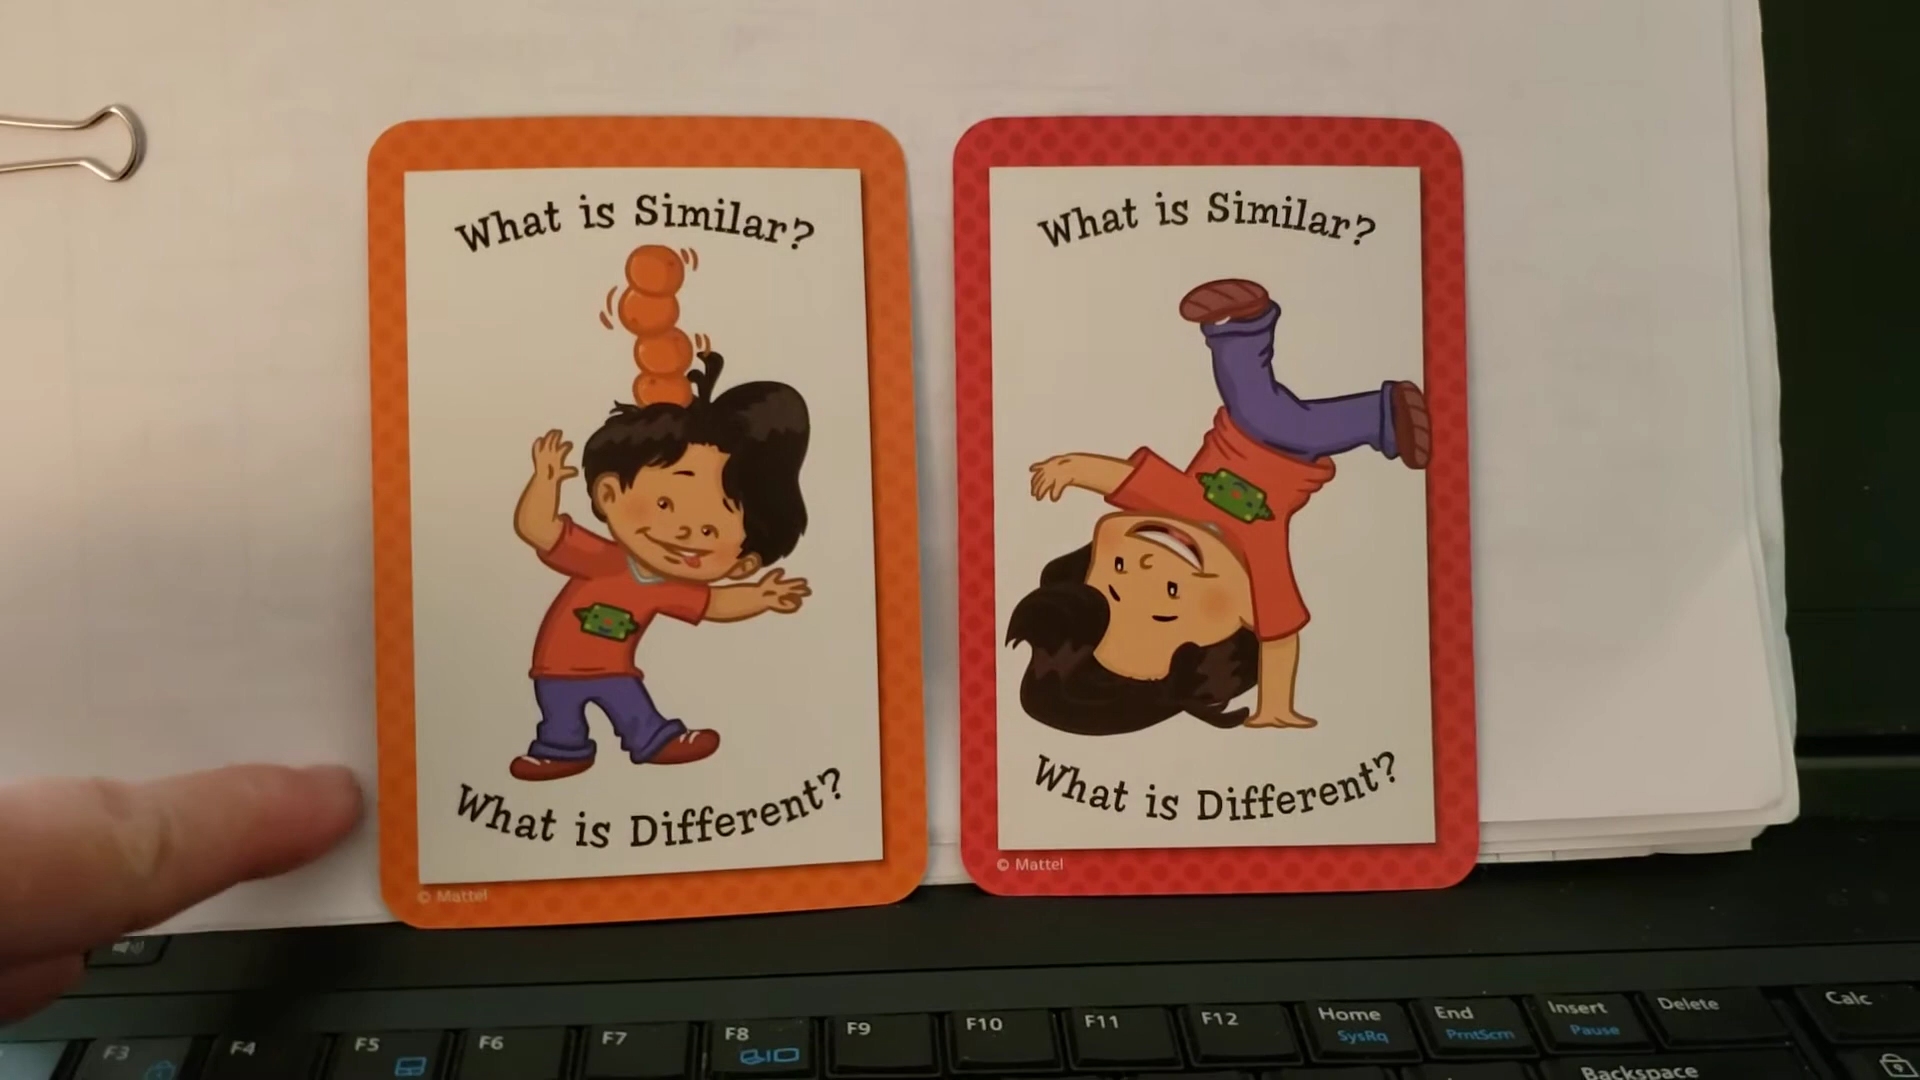 What is Similar?
What is Different?
© Mattel
What is Similar?
What is Different?
© Mattel
F3
F4
F5
F6
F7
F8
F9
F10
F11
F12
Home
SysRq
End
PrntScrn
Insert
Pause
Delete
Calc
Backspace